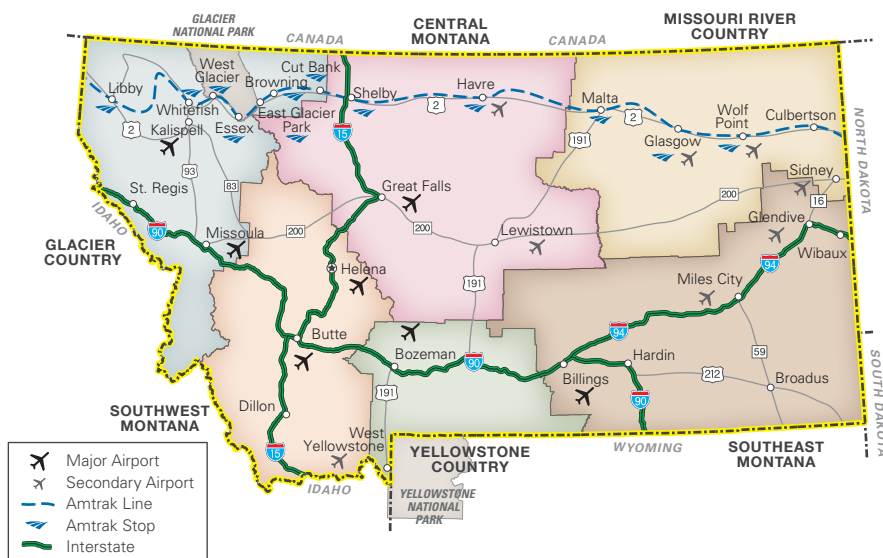 GLACIER
NATIONAL PARK
CANADA
CENTRAL
MONTANA
CANADA
MISSOURI RIVER
COUNTRY
Libby
West
Glacier
Browning
Cut Bank
Whitefish
Kalispell
Essex
East Glacier
Park
Shelby
Havre
Malta
Glasgow
Wolf
Point
Culbertson
2
2
2
15
191
93
83
NORTH DAKOTA
Sidney
16
St. Regis
IDAHO
90
GLACIER
COUNTRY
Missoula
200
Great Falls
200
Lewistown
200
Glendive
Wibaux
94
Helena
191
Miles City
94
Butte
Bozeman
90
Billings
Hardin
90
212
59
Broadus
SOUTH DAKOTA
SOUTHWEST
MONTANA
Dillon
15
191
West
Yellowstone
IDAHO
YELLOWSTONE
COUNTRY
YELLOWSTONE
NATIONAL
PARK
WYOMING
SOUTHEAST
MONTANA
Major Airport
Secondary Airport
Amtrak Line
Amtrak Stop
Interstate